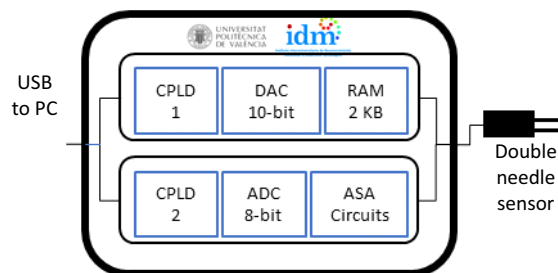 UNIVERSITAT
POLITÈCNICA
DE VALÈNCIA
idm
USB
to PC
CPLD
1
DAC
10-bit
RAM
2 KB
CPLD
2
ADC
8-bit
ASA
Circuits
Double
needle
sensor